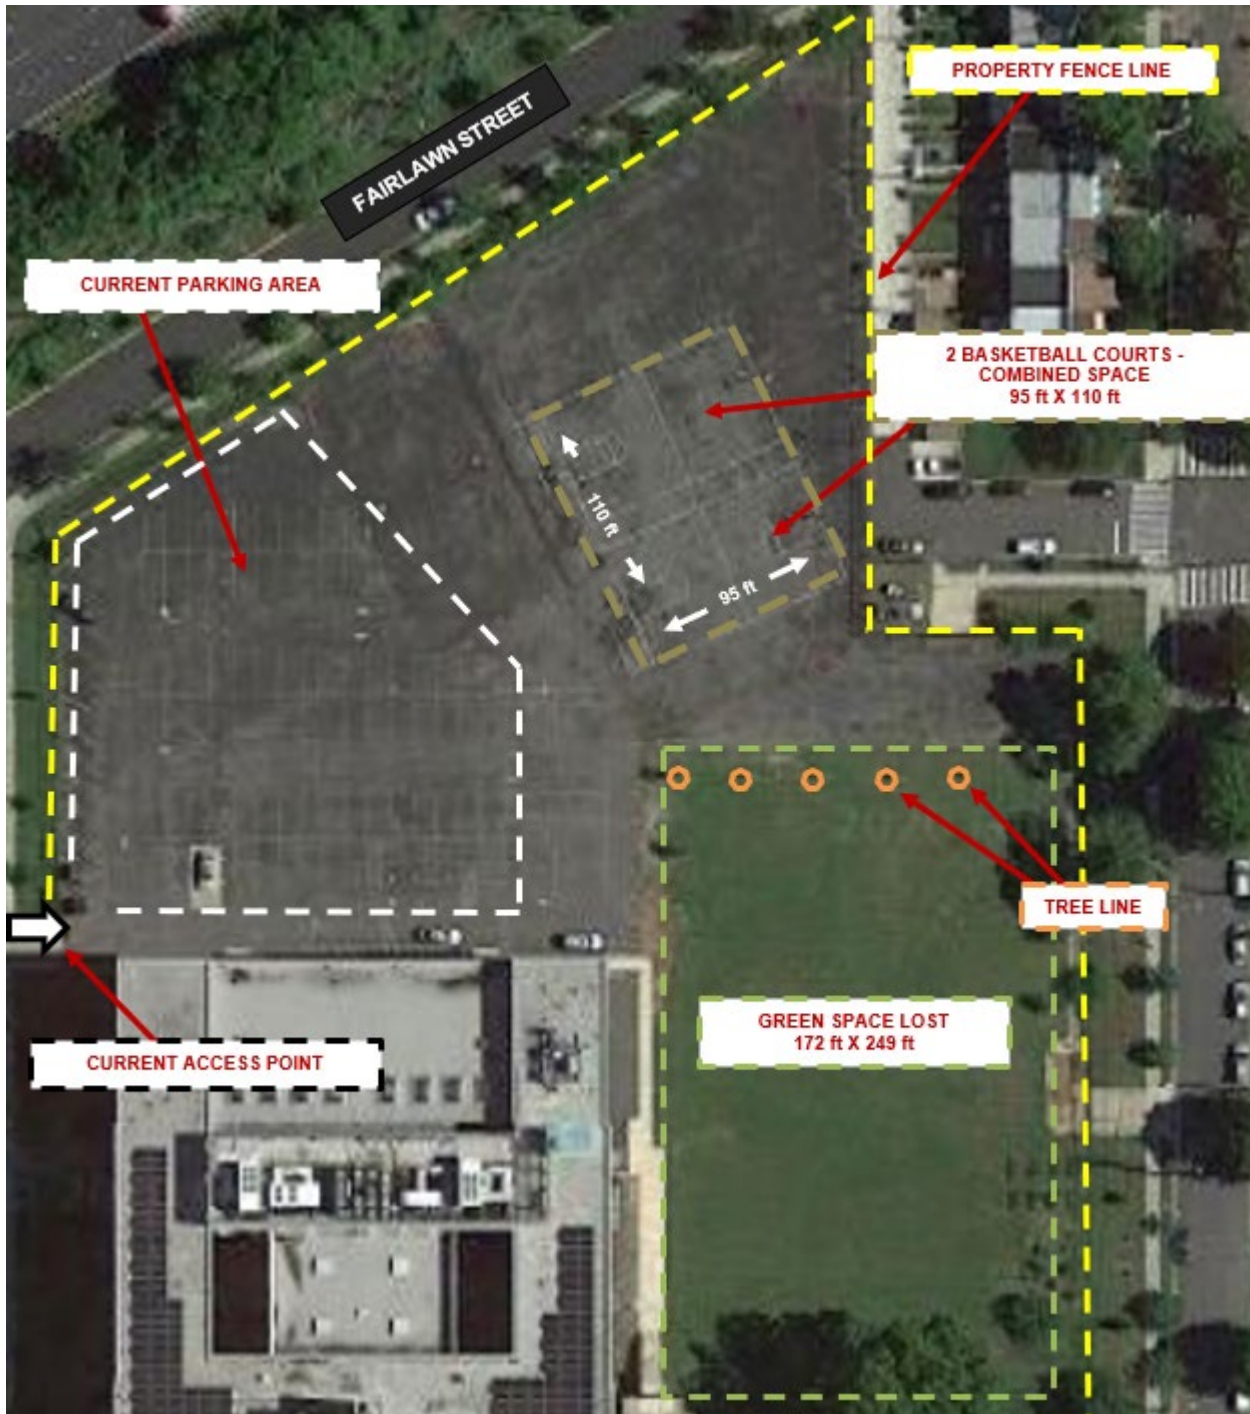 PROPERTY FENCE LINE
FAIRLAWN STREET
CURRENT PARKING AREA
2 BASKETBALL COURTS -
COMBINED SPACE
95 ft X 110 ft
110 ft
95 ft
TREE LINE
GREEN SPACE LOST
172 ft X 249 ft
CURRENT ACCESS POINT